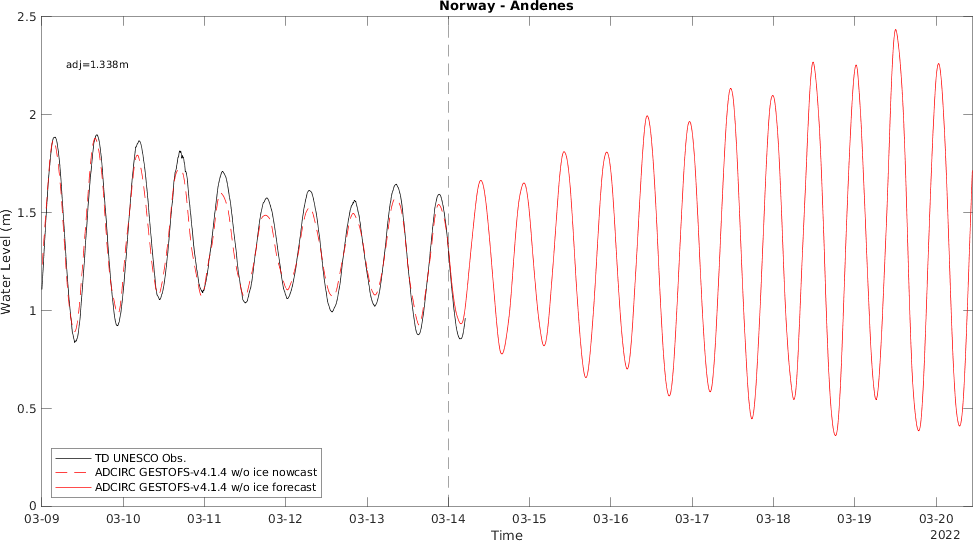 Norway - Andenes
adj=1.338m
Water Level (m)
2.5
2
1.5
1
0.5
0
TD UNESCO Obs.
ADCIRC GESTOFS-v4.1.4 w/o ice nowcast
ADCIRC GESTOFS-v4.1.4 w/o ice forecast
03-09 03-10 03-11 03-12 03-13 03-14 03-15 03-16 03-17 03-18 03-19 03-20
2022
Time